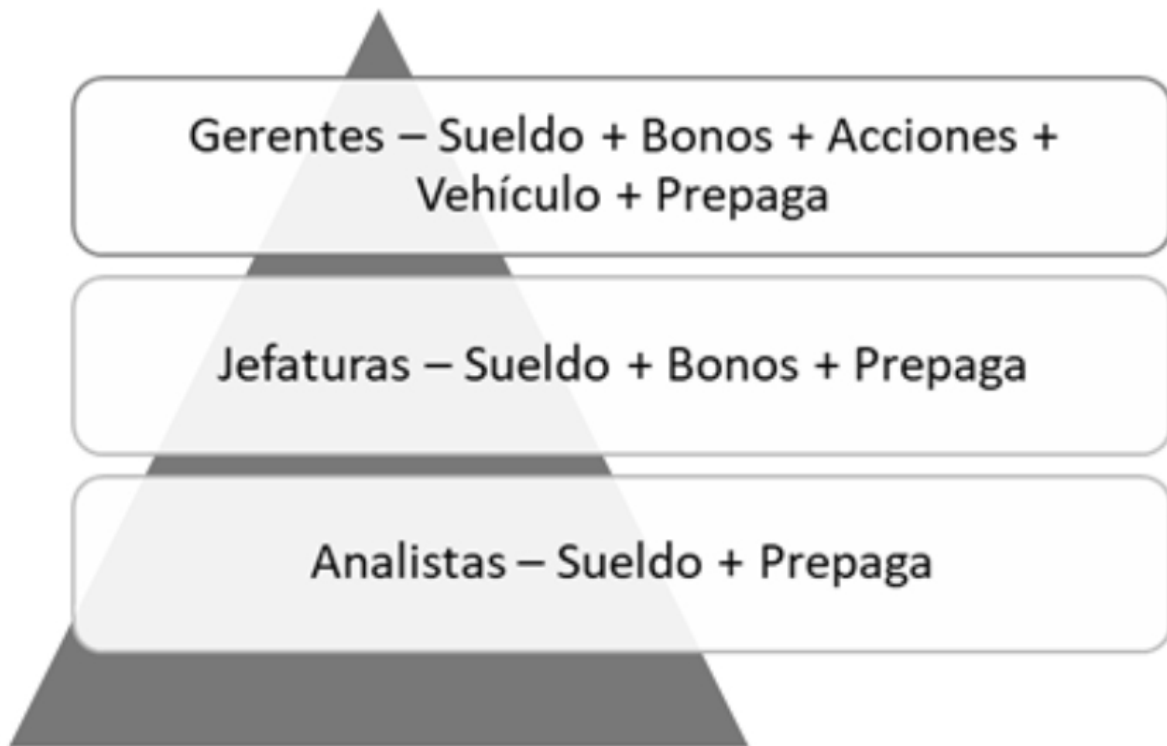 Gerentes – Sueldo + Bonos + Acciones +
Vehículo + Prepaga
Jefaturas – Sueldo + Bonos + Prepaga
Analistas – Sueldo + Prepaga